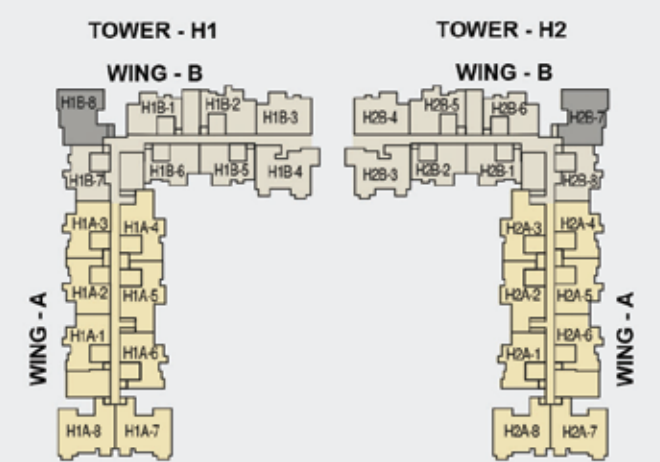 TOWER - H1
TOWER - H2
WING - B
WING - B
H1B-8
H1B-1
H1B-2
H1B-3
H2B-4
H2B-5
H2B-6
H2B-7
H1B-7
H1B-6
H1B-5
H1B-4
H2B-3
H2B-2
H2B-1
H2B-8
H1A-3
H1A-4
H2A-3
H2A-4
H1A-2
H1A-5
H2A-2
H2A-5
H1A-1
H1A-6
H2A-1
H2A-6
WING - A
WING - A
H1A-8
H1A-7
H2A-8
H2A-7